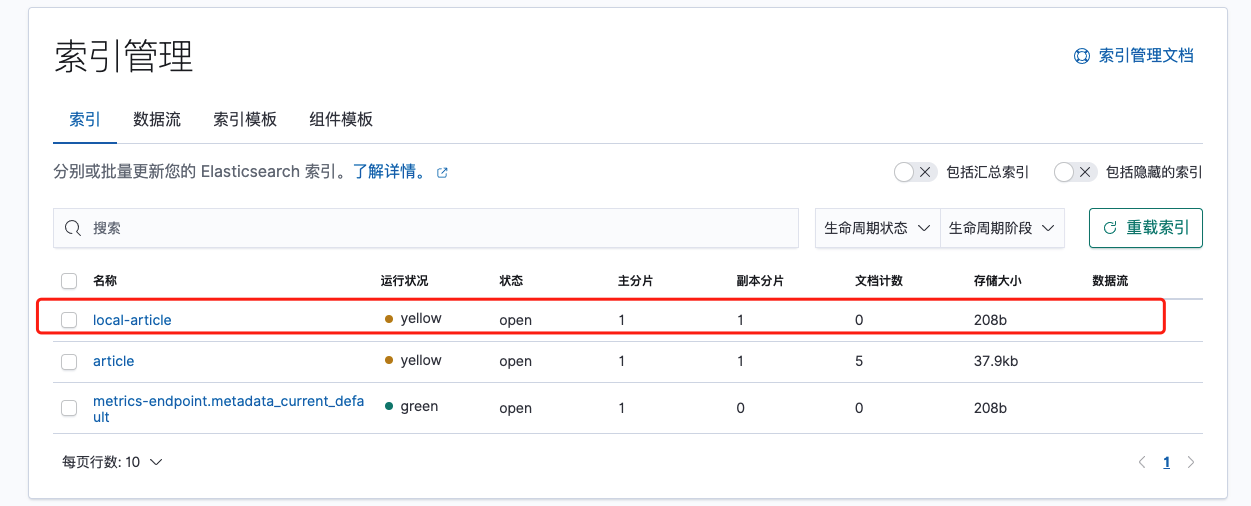 索引管理
索引管理文档
索引 数据流 索引模板 组件模板
分别或批量更新您的 Elasticsearch 索引。了解详情。 包括汇总索引 包括隐藏的索引
搜索 生命周期状态 生命周期阶段 重载索引
名称 运行状况 状态 主分片 副本分片 文档计数 存储大小 数据流
local-article yellow open 1 1 0 208b
article yellow open 1 1 5 37.9kb
metrics-endpoint.metadata_current_defa
ult green open 1 0 0 208b
每页行数: 10 1